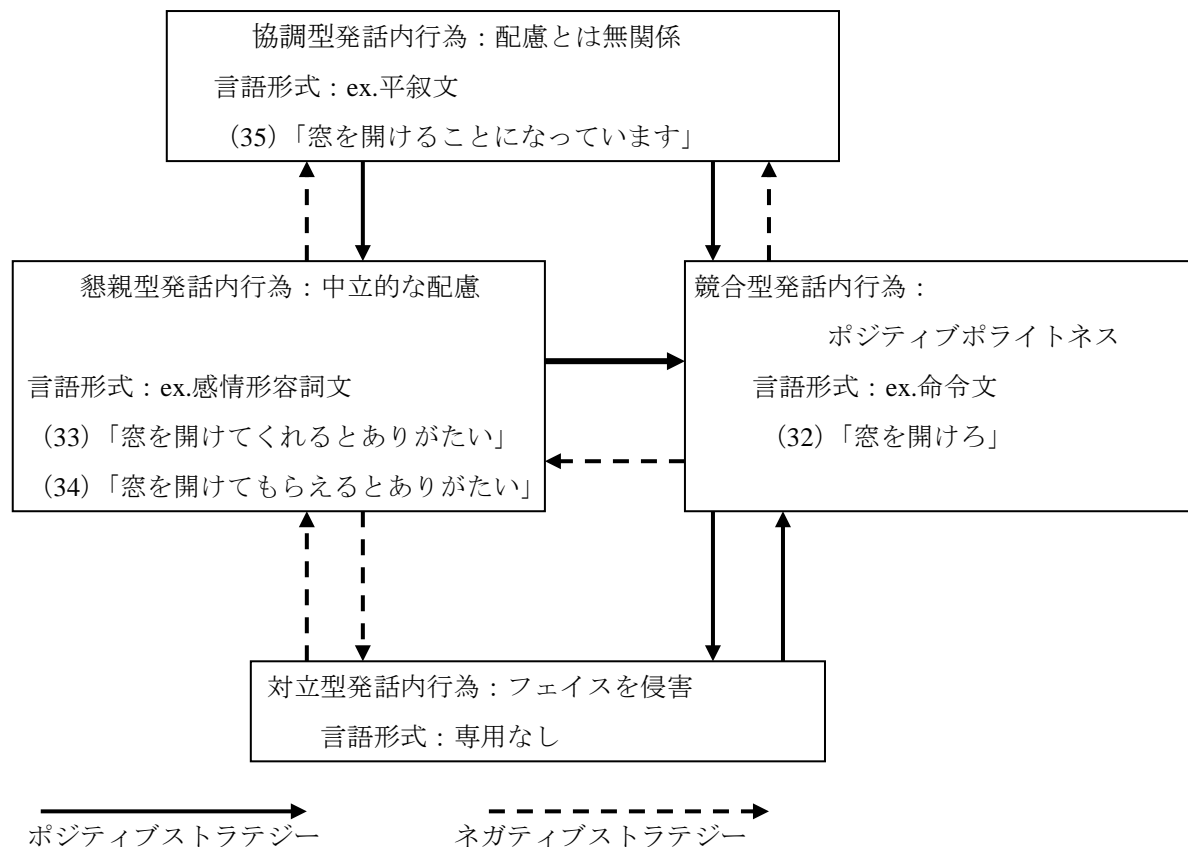 協調型発話内行為：配慮とは無関係
言語形式：ex.平叙文
（35）「窓を開けることになっています」
懇親型発話内行為：中立的な配慮
言語形式：ex.感情形容詞文
（33）「窓を開けてくれるとありがたい」
（34）「窓を開けてもらえるとありがたい」
競合型発話内行為：
ポジティブポライトネス
言語形式：ex.命令文
（32）「窓を開けろ」
対立型発話内行為：フェイスを侵害
言語形式：専用なし
ポジティブストラテジー
ネガティブストラテジー